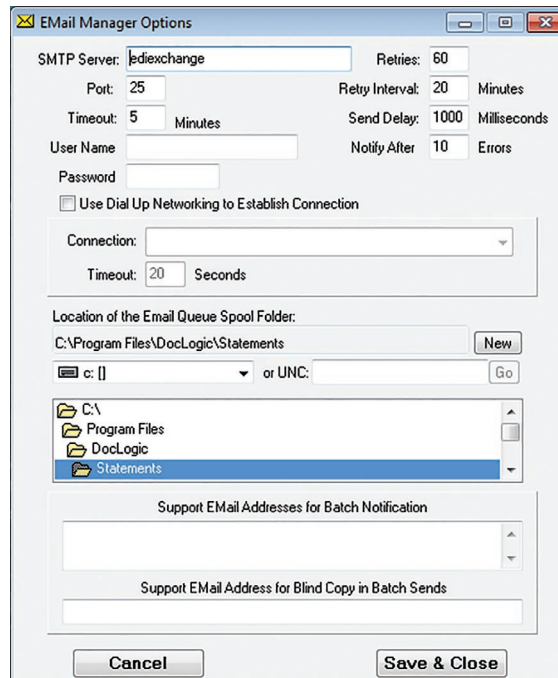 EMail Manager Options
SMTP Server: ediexchange Retries: 60
Port: 25 Retry Interval: 20 Minutes
Timeout: 5 Minutes Send Delay: 1000 Milliseconds
User Name Notify After 10 Errors
Password
Use Dial Up Networking to Establish Connection
Connection:
Timeout: 20 Seconds
Location of the Email Queue Spool Folder:
C:\Program Files\DocLogic\Statements New
c: [] or UNC: Go
C:\
Program Files
DocLogic
Statements
Support EMail Addresses for Batch Notification
Support EMail Address for Blind Copy in Batch Sends
Cancel Save & Close